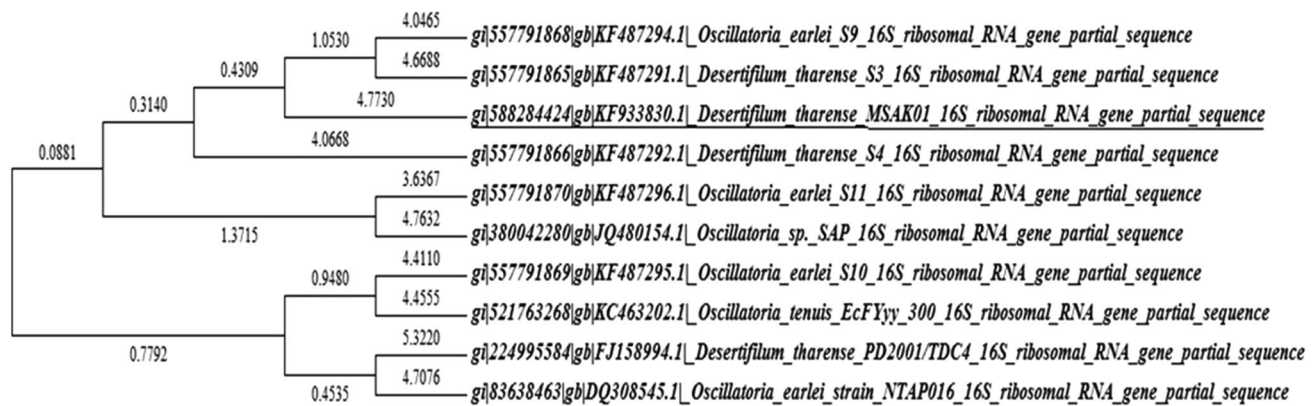 4.0465
gi|557791868|gb|KF487294.1|_Oscillatoria_earlei_S9_16S_ribosomal_RNA_gene_partial_sequence
1.0530
4.6688
gi|557791865|gb|KF487291.1|_Desertifilum_tharense_S3_16S_ribosomal_RNA_gene_partial_sequence
0.4309
4.7730
gi|588284424|gb|KF933830.1|_Desertifilum_tharense_MSAK01_16S_ribosomal_RNA_gene_partial_sequence
0.3140
4.0668
gi|557791866|gb|KF487292.1|_Desertifilum_tharense_S4_16S_ribosomal_RNA_gene_partial_sequence
0.0881
3.6367
gi|557791870|gb|KF487296.1|_Oscillatoria_earlei_S11_16S_ribosomal_RNA_gene_partial_sequence
1.3715
4.7632
gi|380042280|gb|JQ480154.1|_Oscillatoria_sp._SAP_16S_ribosomal_RNA_gene_partial_sequence
4.4110
gi|557791869|gb|KF487295.1|_Oscillatoria_earlei_S10_16S_ribosomal_RNA_gene_partial_sequence
0.9480
4.4555
gi|521763268|gb|KC463202.1|_Oscillatoria_tenuis_EcFYyy_300_16S_ribosomal_RNA_gene_partial_sequence
0.7792
5.3220
gi|224995584|gb|FJ158994.1|_Desertifilum_tharense_PD2001/TDC4_16S_ribosomal_RNA_gene_partial_sequence
0.4535
4.7076
gi|83638463|gb|DQ308545.1|_Oscillatoria_earlei_strain_NTAP016_16S_ribosomal_RNA_gene_partial_sequence